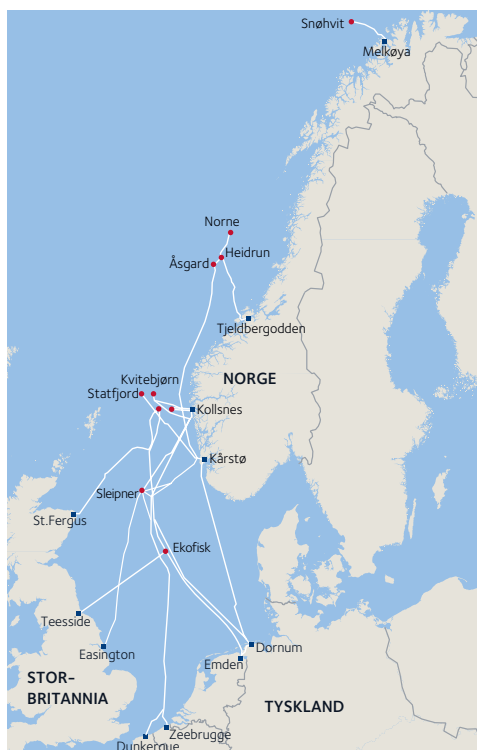 Snøhvit
Melkøya
Norne
Heidrun
Åsgard
Tjeldbergodden
Kvitebjørn
Statfjord
NORGE
Kollsnes
Kårstø
Sleipner
St.Fergus
Ekofisk
Teesside
Easington
Dornum
Emden
STOR-
BRITANNIA
TYSKLAND
Zeebrugge
Dunkerque